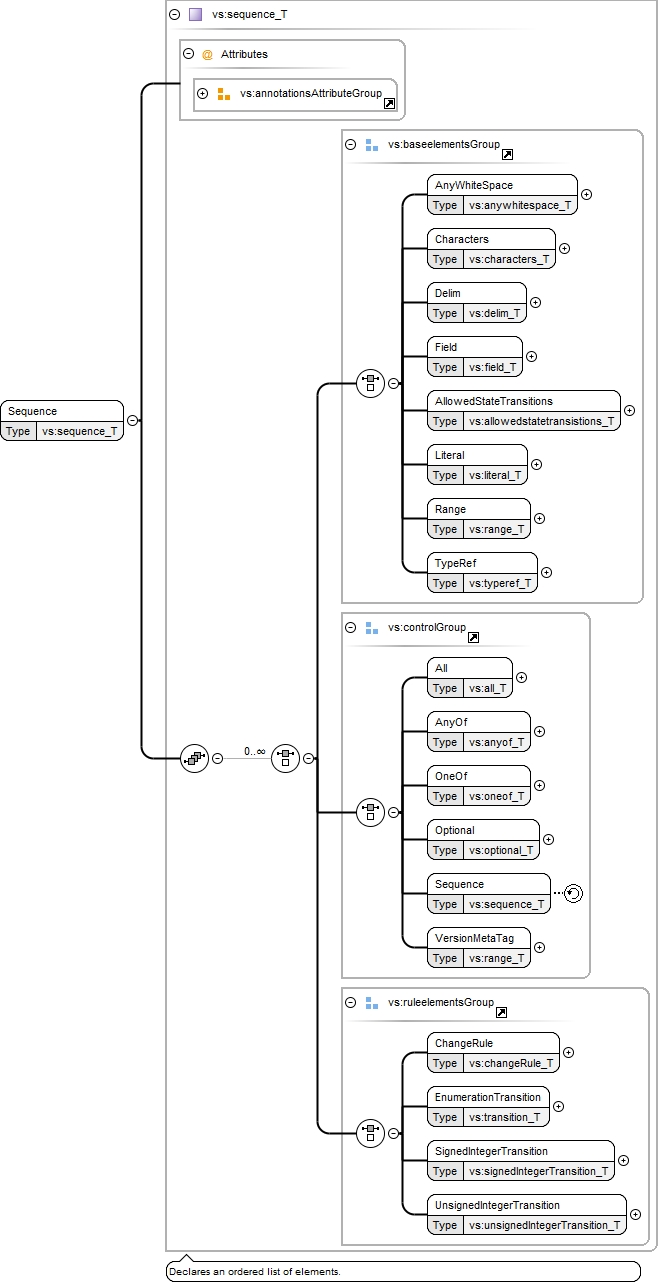 vs:sequence_T
@ Attributes
vs:annotationsAttributeGroup
vs:baseelementsGroup
AnyWhiteSpace
Type vs:anywhitespace_T
Characters
Type vs:characters_T
Delim
Type vs:delim_T
Field
Type vs:field_T
Sequence
Type vs:sequence_T
AllowedStateTransitions
Type vs:allowedstatetransistions_T
Literal
Type vs:literal_T
Range
Type vs:range_T
TypeRef
Type vs:typeref_T
vs:controlGroup
All
Type vs:all_T
AnyOf
Type vs:anyof_T
0..∞
OneOf
Type vs:oneof_T
Optional
Type vs:optional_T
Sequence
Type vs:sequence_T
VersionMetaTag
Type vs:range_T
vs:ruleelementsGroup
ChangeRule
Type vs:changeRule_T
EnumerationTransition
Type vs:transition_T
SignedIntegerTransition
Type vs:signedIntegerTransition_T
UnsignedIntegerTransition
Type vs:unsignedIntegerTransition_T
Declares an ordered list of elements.